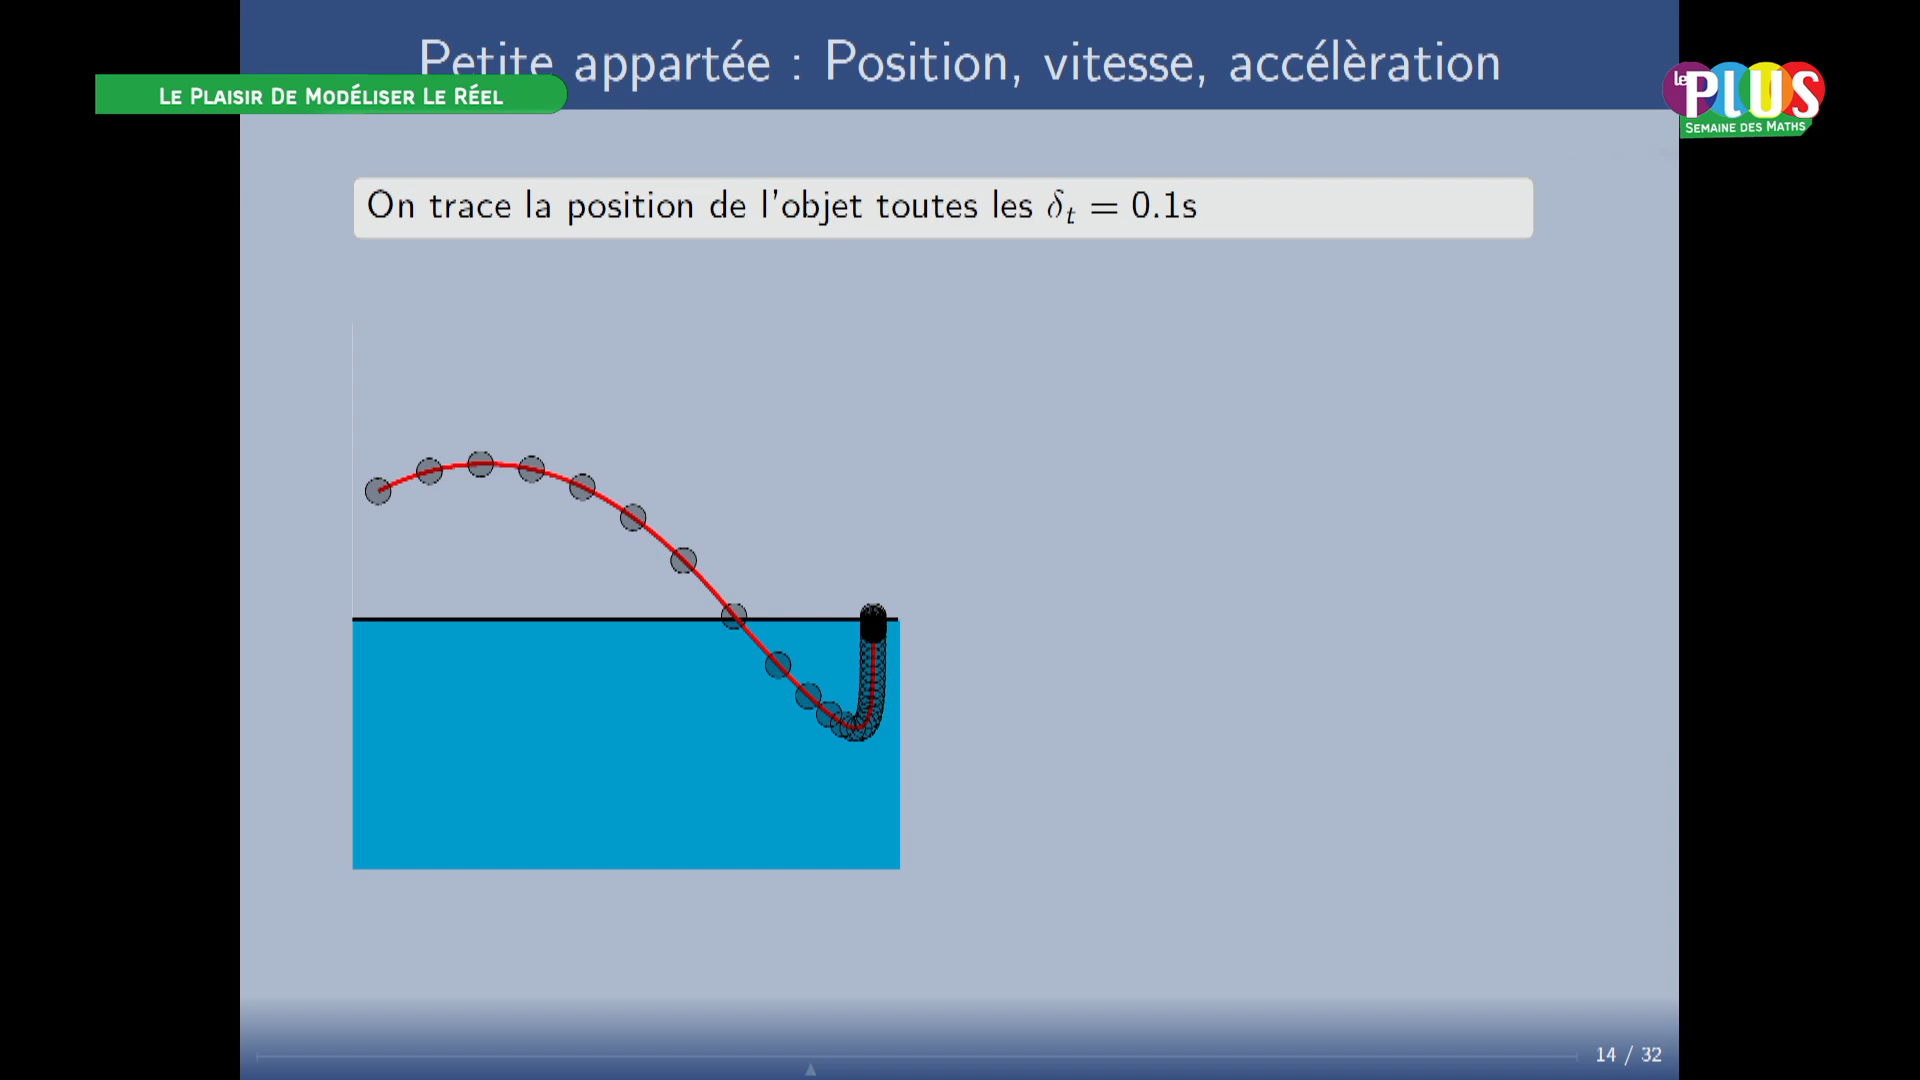 Petite appartée : Position, vitesse, accélèration
Le Plaisir De Modéliser Le Réel
le PLUS
Semaine des Maths
On trace la position de l'objet toutes les δt = 0.1s
14 / 32